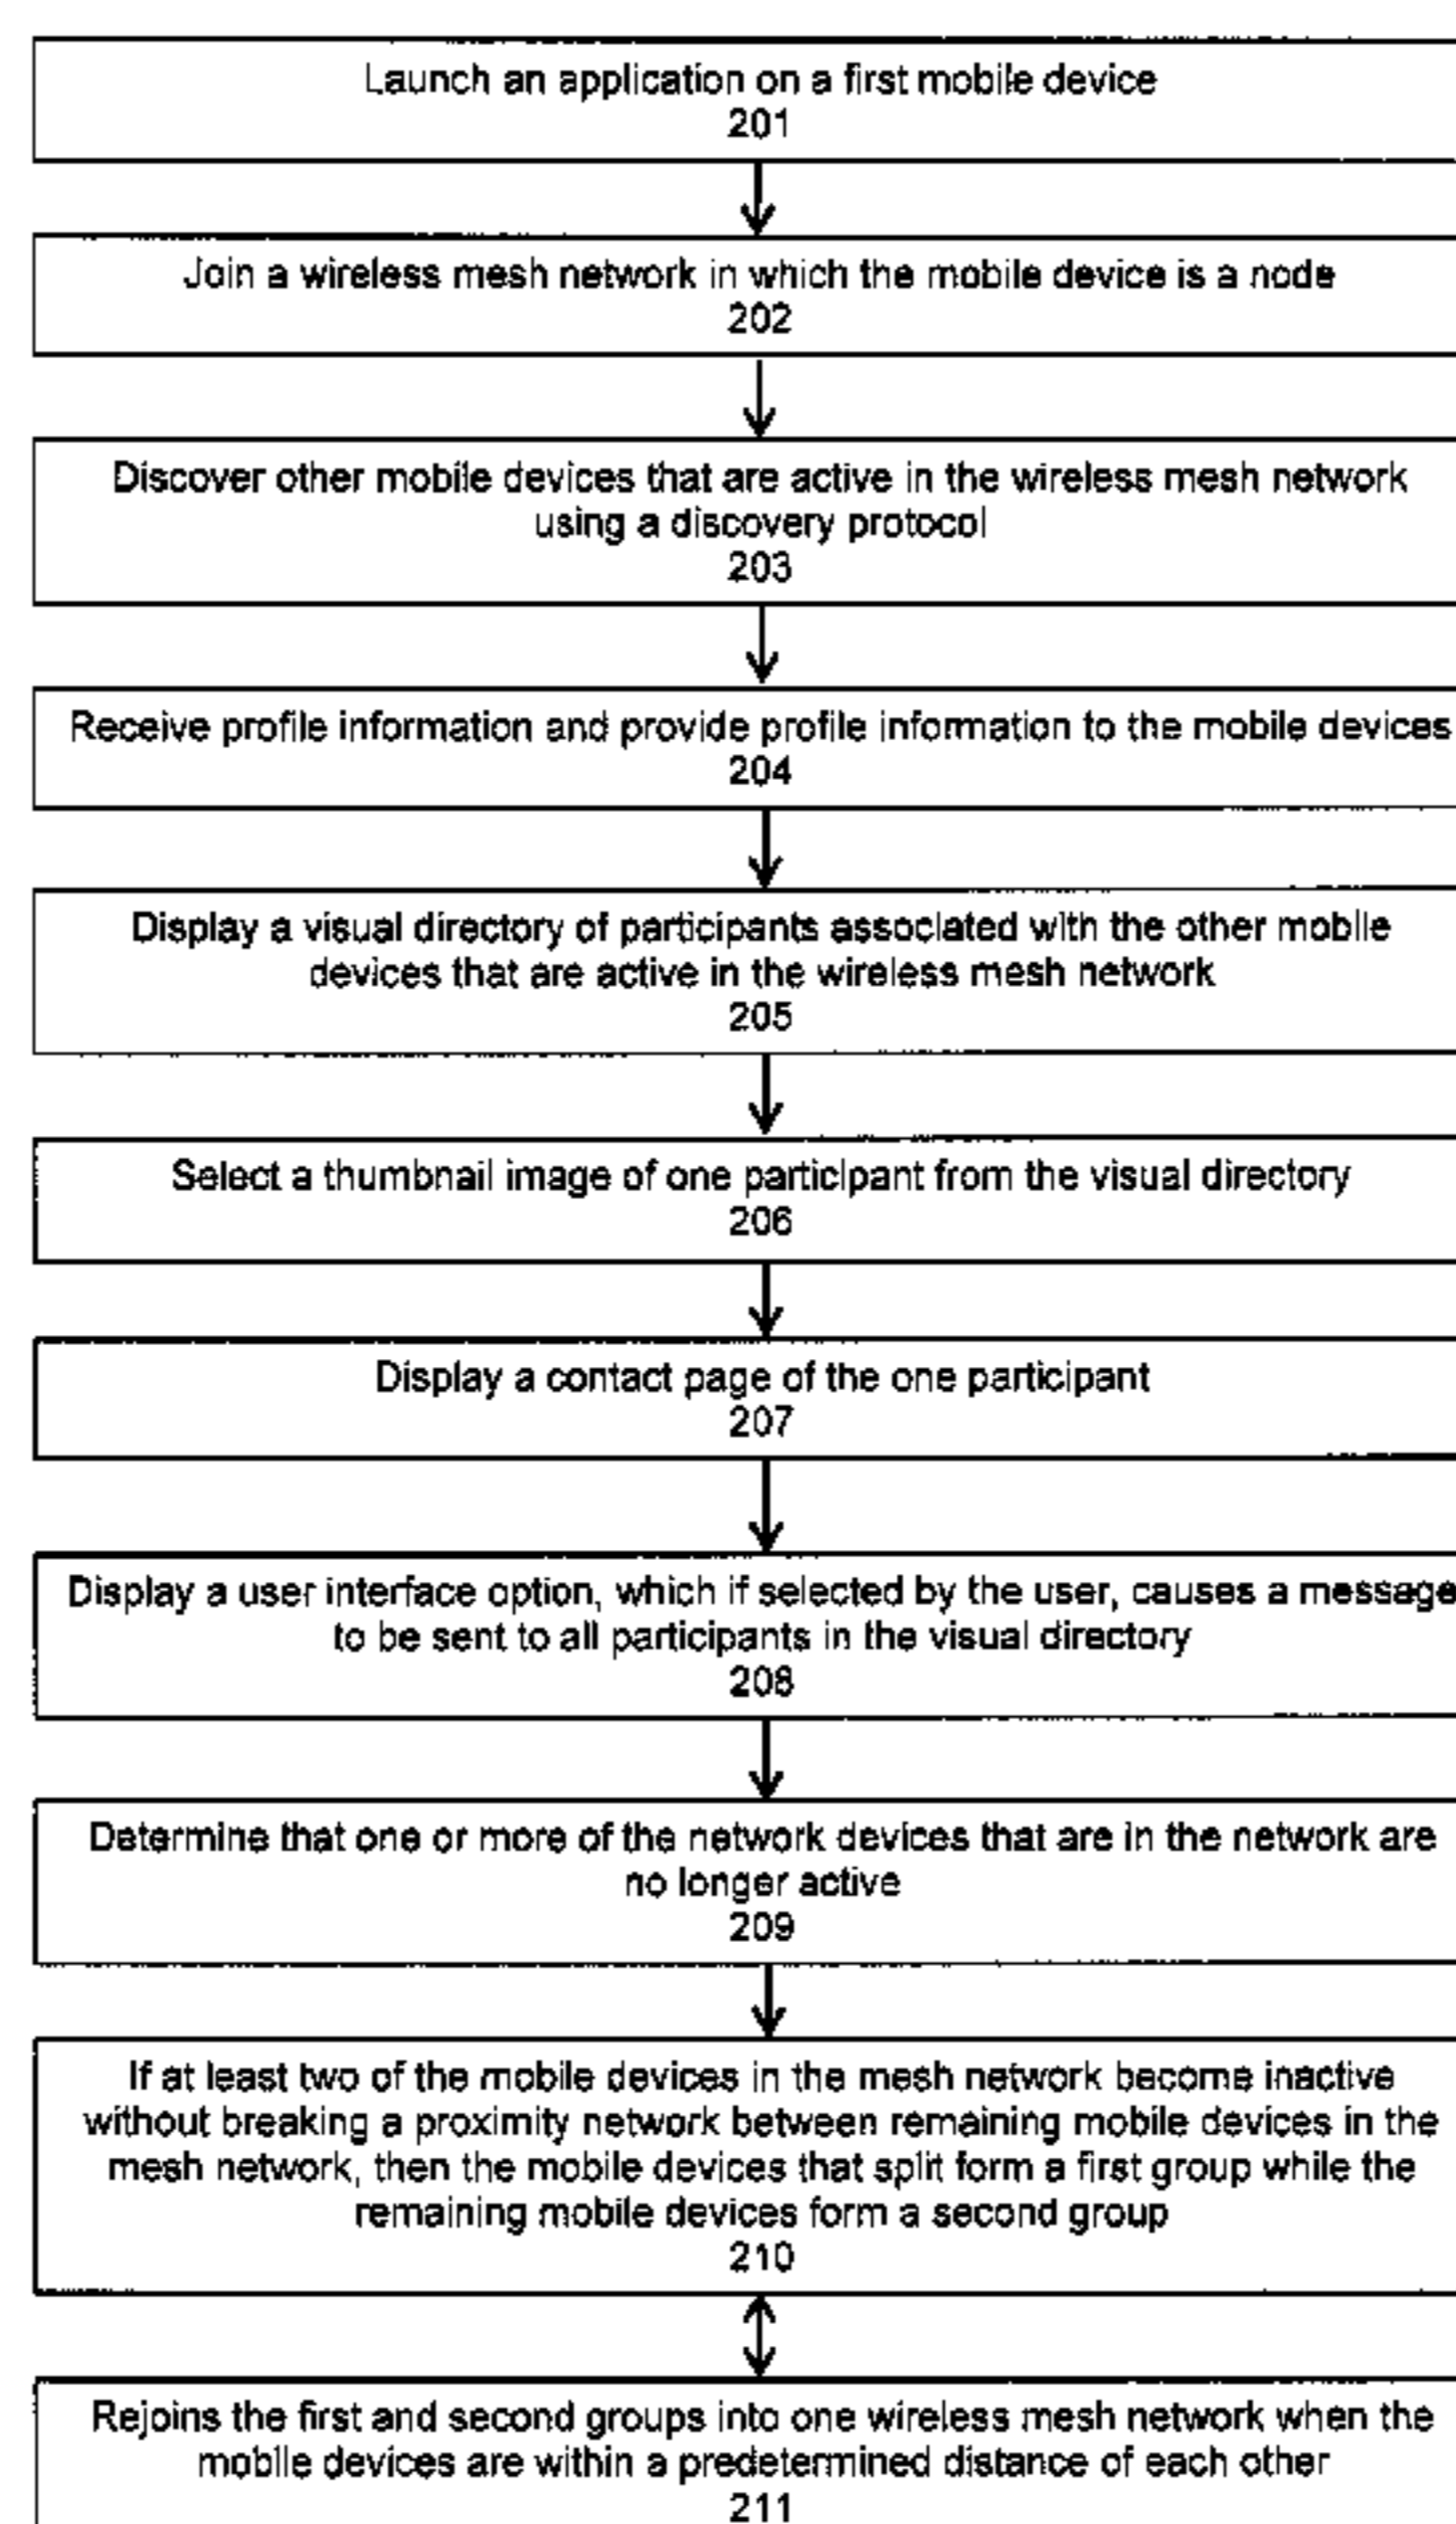 Launch an application on a first mobile device
201
Join a wireless mesh network in which the mobile device is a node
202
Discover other mobile devices that are active in the wireless mesh network
using a discovery protocol
203
Receive profile information and provide profile information to the mobile devices
204
Display a visual directory of participants associated with the other mobile
devices that are active in the wireless mesh network
205
Select a thumbnail image of one participant from the visual directory
206
Display a contact page of the one participant
207
Display a user interface option, which if selected by the user, causes a message
to be sent to all participants in the visual directory
208
Determine that one or more of the network devices that are in the network are
no longer active
209
If at least two of the mobile devices in the mesh network become inactive
without breaking a proximity network between remaining mobile devices in the
mesh network, then the mobile devices that split form a first group while the
remaining mobile devices form a second group
210
Rejoins the first and second groups into one wireless mesh network when the
mobile devices are within a predetermined distance of each other
211